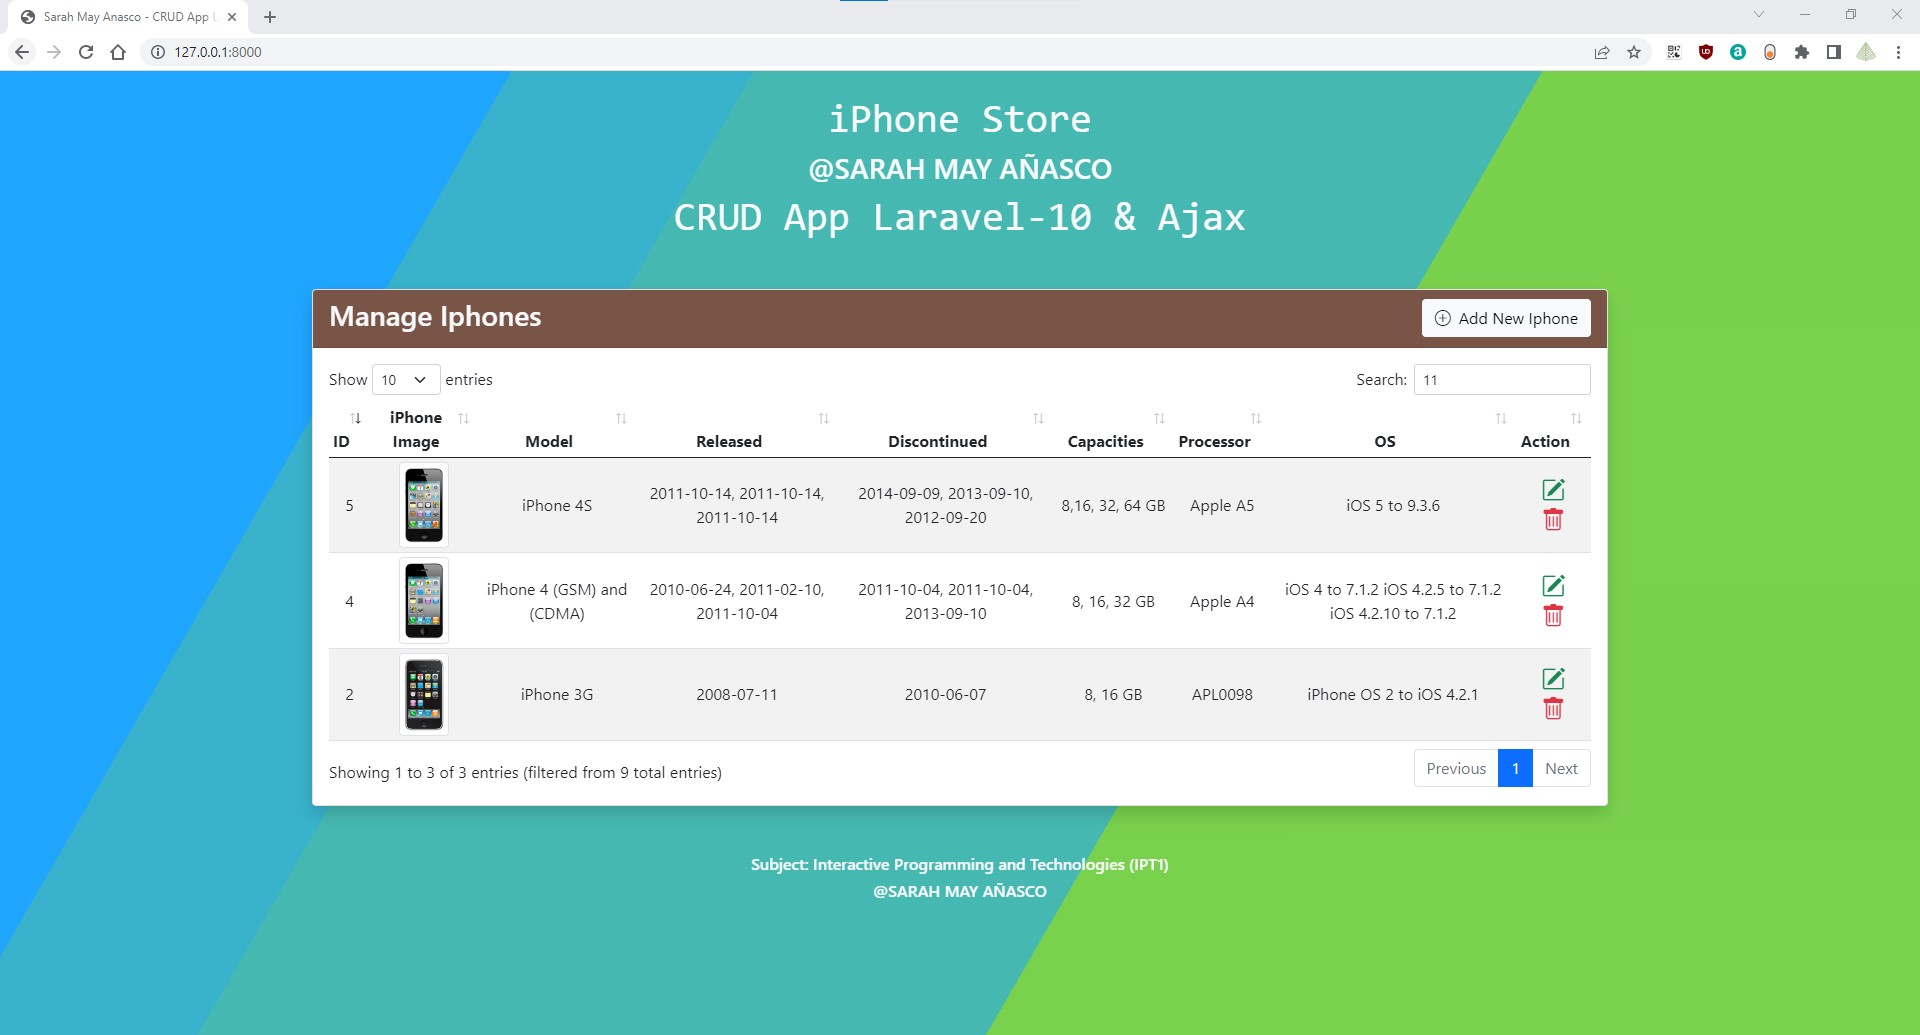 Sarah May Anasco - CRUD App L
127.0.0.1:8000
iPhone Store
@SARAH MAY AÑASCO
CRUD App Laravel-10 & Ajax
Manage Iphones
Add New Iphone
Show 10 entries
Search: 11
ID iPhone Image Model Released Discontinued Capacities Processor OS Action
5 iPhone 4S 2011-10-14, 2011-10-14, 2011-10-14 2014-09-09, 2013-09-10, 2012-09-20 8,16, 32, 64 GB Apple A5 iOS 5 to 9.3.6
4 iPhone 4 (GSM) and (CDMA) 2010-06-24, 2011-02-10, 2011-10-04 2011-10-04, 2011-10-04, 2013-09-10 8, 16, 32 GB Apple A4 iOS 4 to 7.1.2 iOS 4.2.5 to 7.1.2 iOS 4.2.10 to 7.1.2
2 iPhone 3G 2008-07-11 2010-06-07 8, 16 GB APL0098 iPhone OS 2 to iOS 4.2.1
Showing 1 to 3 of 3 entries (filtered from 9 total entries)
Previous 1 Next
Subject: Interactive Programming and Technologies (IPT1)
@SARAH MAY AÑASCO